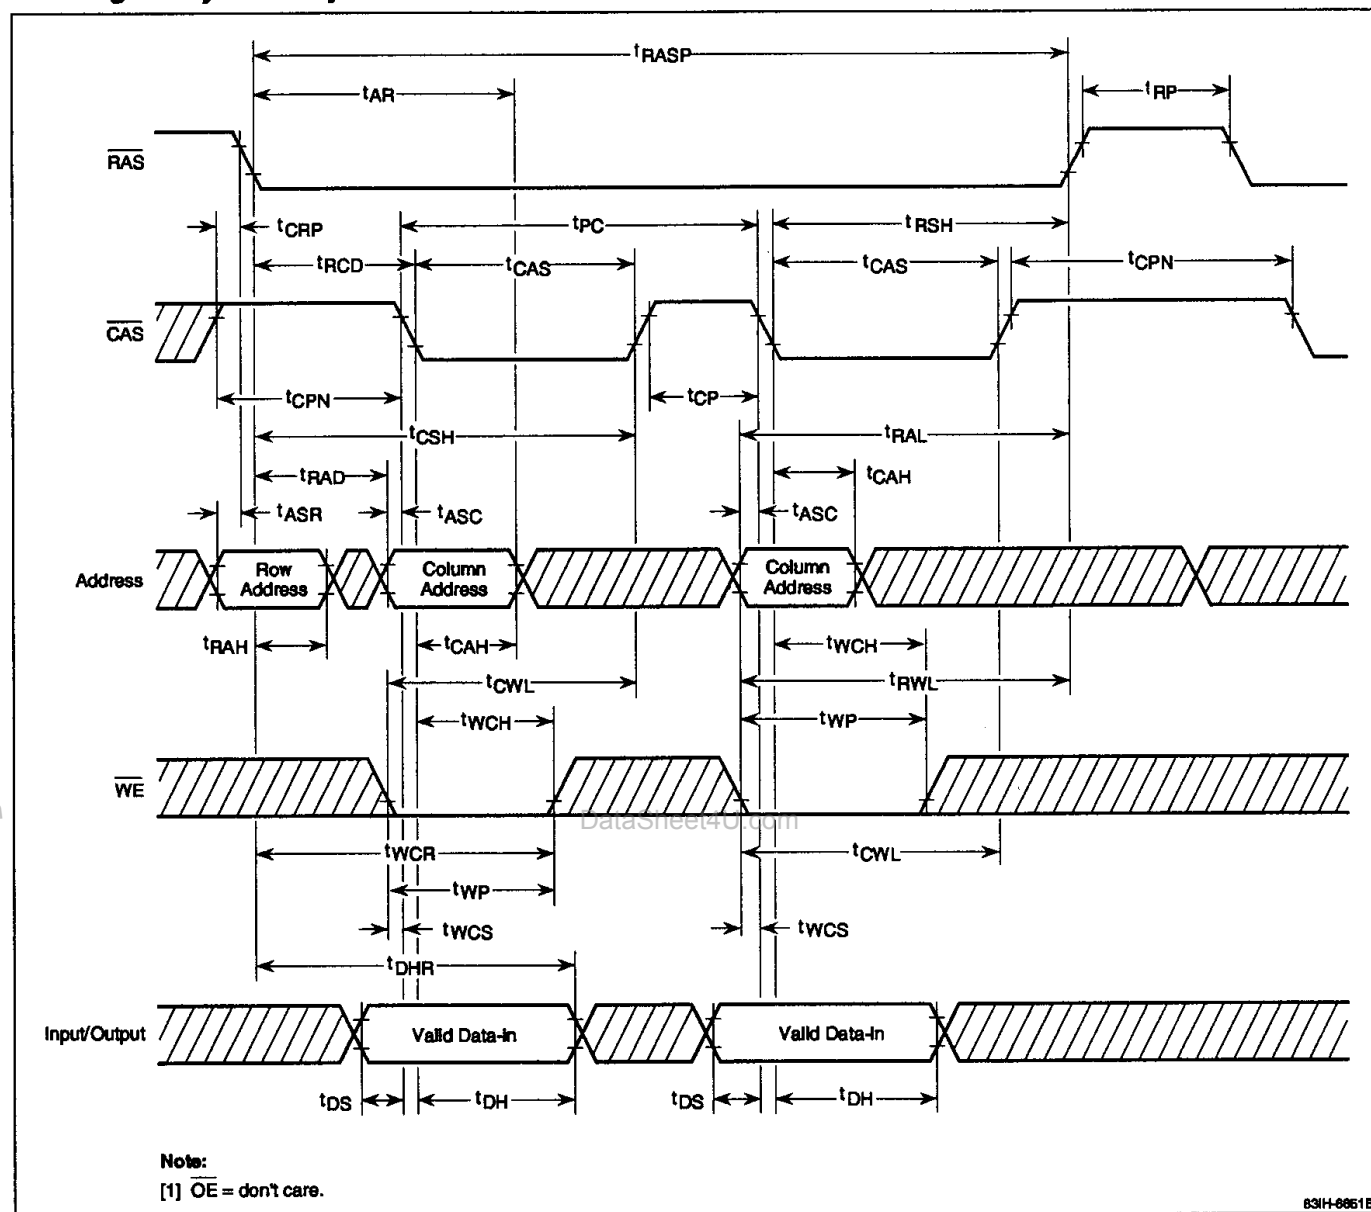 tRASP
tAR
tRP
RAS
tCRP
tPC
tRSH
tRCD
tCAS
tCAS
tCPN
CAS
tCPN
tCP
tCSH
tRAL
tRAD
tCAH
tASR
tASC
tASC
Address
Row Address
Column Address
Column Address
tRAH
tCAH
tWCH
tCWL
tRWL
tWCH
tWP
WE
DataSheet4U.com
tWCR
tCWL
tWP
tWCS
tWCS
tDHR
Input/Output
Valid Data-in
Valid Data-in
tDS
tDH
tDS
tDH
Note:
[1] OE = don't care.